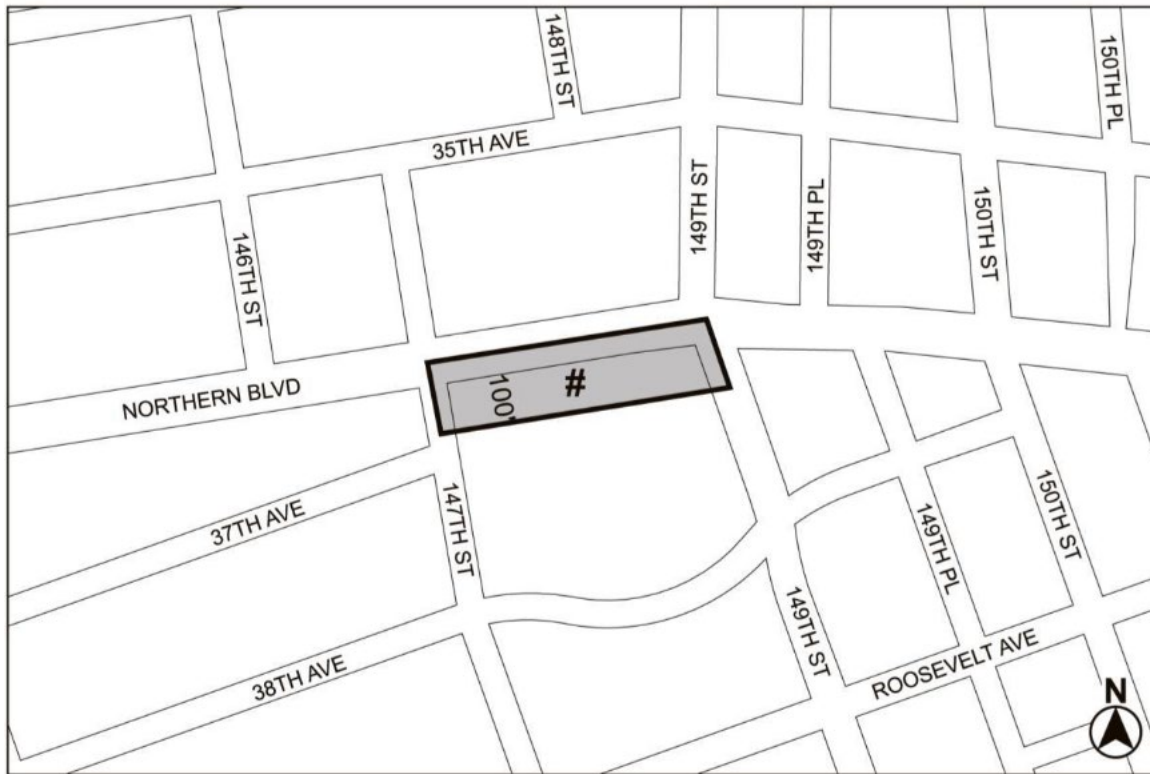 148TH ST
150TH PL
35TH AVE
149TH ST
149TH PL
150TH ST
146TH ST
#
100'
NORTHERN BLVD
147TH ST
37TH AVE
150TH ST
149TH PL
149TH ST
38TH AVE
ROOSEVELT AVE
N